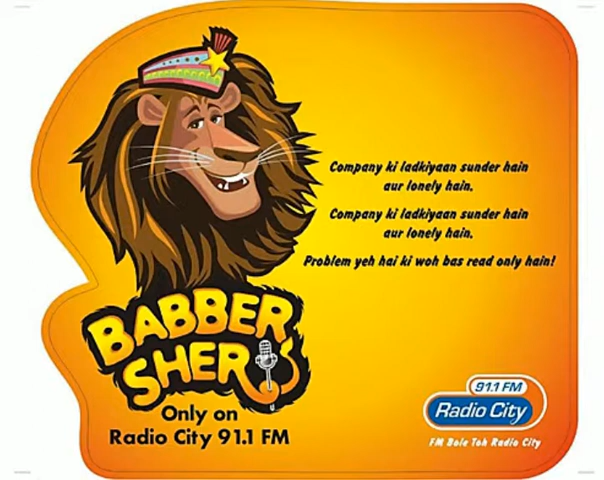 Company ki ladkiyaan sunder hain
aur lonely hain.
Company ki ladkiyaan sunder hain
aur lonely hain.
Problem yeh hai ki woh bas read only hain!
BABBER
SHER
Only on
Radio City 91.1 FM
91.1 FM
Radio City
FM Bole Toh Radio City